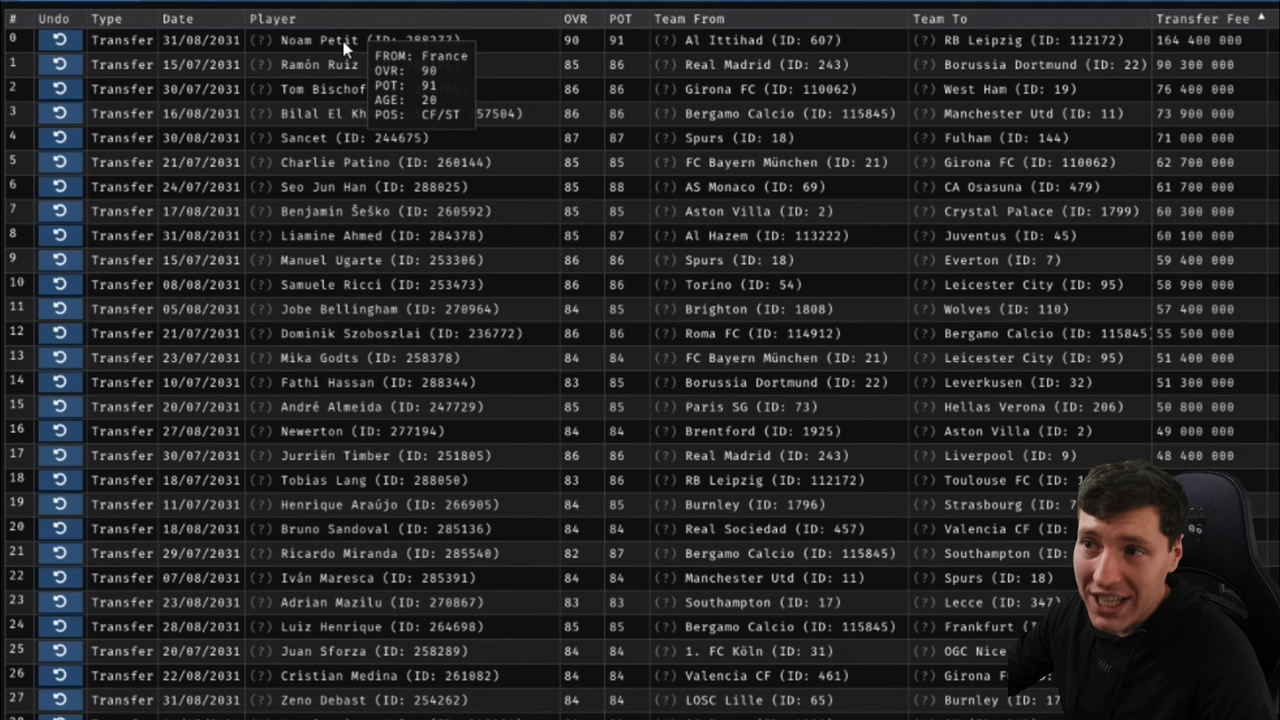 # Undo Type Date Player OVR POT Team From Team To Transfer Fee ▲
0 Transfer 31/08/2031 (?) Noam Petit (ID: 288277) 90 91 (?) Al Ittihad (ID: 607) (?) RB Leipzig (ID: 112172) 164 400 000
FROM: France
OVR: 90
POT: 91
AGE: 20
POS: CF/ST
1 Transfer 15/07/2031 (?) Ramón Ruiz 85 86 (?) Real Madrid (ID: 243) (?) Borussia Dortmund (ID: 22) 90 300 000
2 Transfer 30/07/2031 (?) Tom Bischof 86 86 (?) Girona FC (ID: 110062) (?) West Ham (ID: 19) 76 400 000
3 Transfer 16/08/2031 (?) Bilal El Kh 57504) 86 86 (?) Bergamo Calcio (ID: 115845) (?) Manchester Utd (ID: 11) 73 900 000
4 Transfer 30/08/2031 (?) Sancet (ID: 244675) 87 87 (?) Spurs (ID: 18) (?) Fulham (ID: 144) 71 000 000
5 Transfer 21/07/2031 (?) Charlie Patino (ID: 260144) 85 85 (?) FC Bayern München (ID: 21) (?) Girona FC (ID: 110062) 62 700 000
6 Transfer 24/07/2031 (?) Seo Jun Han (ID: 288025) 85 88 (?) AS Monaco (ID: 69) (?) CA Osasuna (ID: 479) 61 700 000
7 Transfer 17/08/2031 (?) Benjamin Šeško (ID: 260592) 85 85 (?) Aston Villa (ID: 2) (?) Crystal Palace (ID: 1799) 60 300 000
8 Transfer 31/08/2031 (?) Liamine Ahmed (ID: 284378) 85 87 (?) Al Hazem (ID: 113222) (?) Juventus (ID: 45) 60 100 000
9 Transfer 15/07/2031 (?) Manuel Ugarte (ID: 253306) 86 86 (?) Spurs (ID: 18) (?) Everton (ID: 7) 59 400 000
10 Transfer 08/08/2031 (?) Samuele Ricci (ID: 253473) 86 86 (?) Torino (ID: 54) (?) Leicester City (ID: 95) 58 900 000
11 Transfer 05/08/2031 (?) Jobe Bellingham (ID: 270964) 84 85 (?) Brighton (ID: 1808) (?) Wolves (ID: 110) 57 400 000
12 Transfer 21/07/2031 (?) Dominik Szoboszlai (ID: 236772) 86 86 (?) Roma FC (ID: 114912) (?) Bergamo Calcio (ID: 115845) 55 500 000
13 Transfer 23/07/2031 (?) Mika Godts (ID: 258378) 84 84 (?) FC Bayern München (ID: 21) (?) Leicester City (ID: 95) 51 400 000
14 Transfer 10/07/2031 (?) Fathi Hassan (ID: 288344) 83 85 (?) Borussia Dortmund (ID: 22) (?) Leverkusen (ID: 32) 51 300 000
15 Transfer 20/07/2031 (?) André Almeida (ID: 247729) 85 85 (?) Paris SG (ID: 73) (?) Hellas Verona (ID: 206) 50 800 000
16 Transfer 27/08/2031 (?) Newerton (ID: 277194) 84 84 (?) Brentford (ID: 1925) (?) Aston Villa (ID: 2) 49 000 000
17 Transfer 30/07/2031 (?) Jurriën Timber (ID: 251805) 86 86 (?) Real Madrid (ID: 243) (?) Liverpool (ID: 9) 48 400 000
18 Transfer 18/07/2031 (?) Tobias Lang (ID: 288050) 83 86 (?) RB Leipzig (ID: 112172) (?) Toulouse FC (ID:
19 Transfer 11/07/2031 (?) Henrique Araújo (ID: 266905) 84 85 (?) Burnley (ID: 1796) (?) Strasbourg (ID: 7
20 Transfer 18/08/2031 (?) Bruno Sandoval (ID: 285136) 84 84 (?) Real Sociedad (ID: 457) (?) Valencia CF (ID:
21 Transfer 29/07/2031 (?) Ricardo Miranda (ID: 285540) 82 87 (?) Bergamo Calcio (ID: 115845) (?) Southampton (ID:
22 Transfer 07/08/2031 (?) Iván Maresca (ID: 285391) 84 84 (?) Manchester Utd (ID: 11) (?) Spurs (ID: 18)
23 Transfer 23/08/2031 (?) Adrian Mazilu (ID: 270867) 83 83 (?) Southampton (ID: 17) (?) Lecce (ID: 347)
24 Transfer 28/08/2031 (?) Luiz Henrique (ID: 264698) 85 85 (?) Bergamo Calcio (ID: 115845) (?) Frankfurt (
25 Transfer 20/07/2031 (?) Juan Sforza (ID: 258289) 84 84 (?) 1. FC Köln (ID: 31) (?) OGC Nice
26 Transfer 22/08/2031 (?) Cristian Medina (ID: 261082) 84 84 (?) Valencia CF (ID: 461) (?) Girona
27 Transfer 31/08/2031 (?) Zeno Debast (ID: 254262) 84 84 (?) LOSC Lille (ID: 65) (?) Burnley (ID: 17